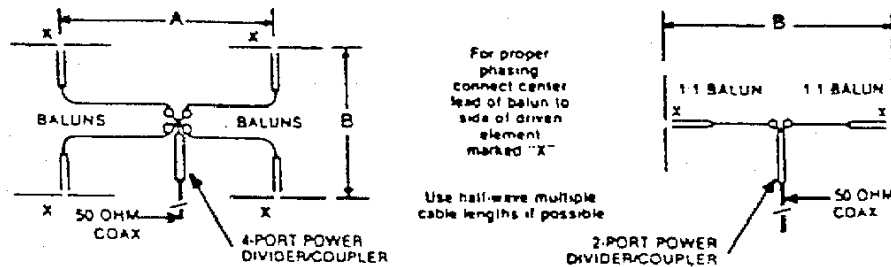 A
X
X
BALUNS
BALUNS
B
X
X
50 OHM
COAX
4-PORT POWER
DIVIDER/COUPLER
For proper
phasing
connect center
lead of balun to
side of driven
element
marked "X"
Use half-wave multiple
cable lengths if possible
B
1:1 BALUN
1:1 BALUN
X
X
50 OHM
COAX
2-PORT POWER
DIVIDER/COUPLER